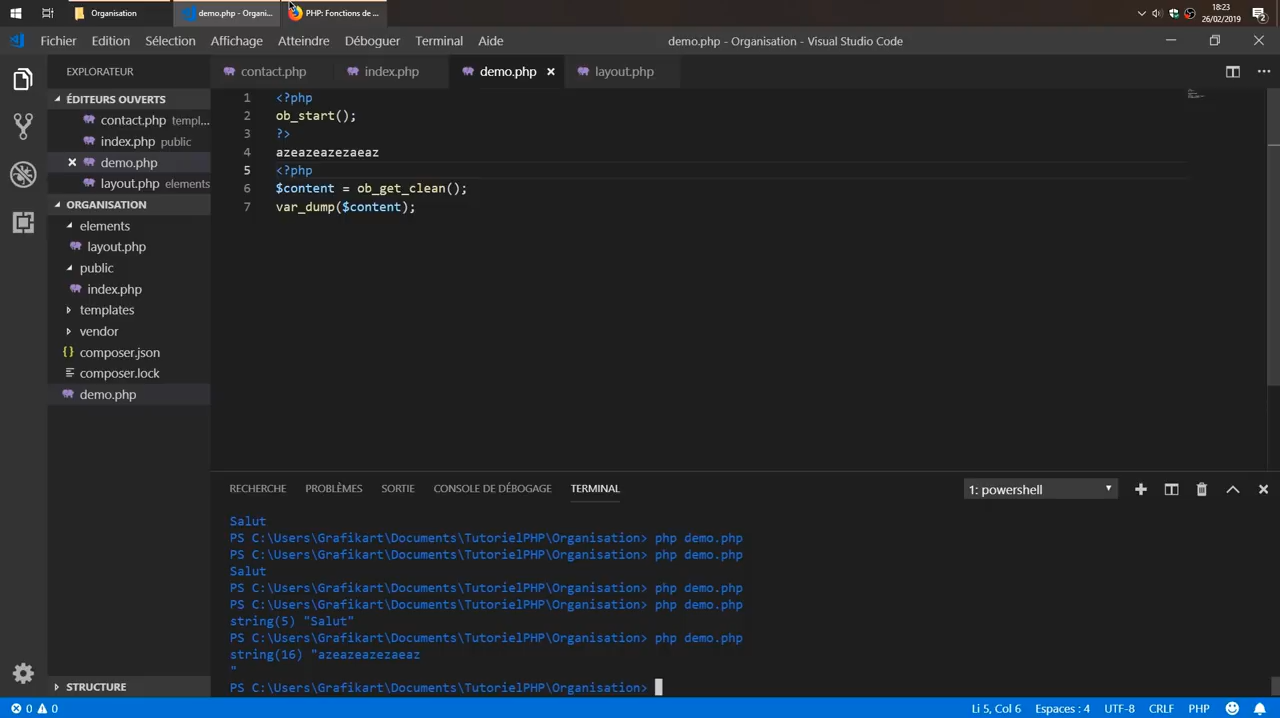 Organisation
demo.php - Organi...
PHP: Fonctions de ...
18:23
26/02/2019
2
Fichier Edition Sélection Affichage Atteindre Déboguer Terminal Aide
demo.php - Organisation - Visual Studio Code
EXPLORATEUR
contact.php index.php demo.php layout.php
ÉDITEURS OUVERTS
contact.php templ...
index.php public
demo.php
layout.php elements
ORGANISATION
elements
layout.php
public
index.php
templates
vendor
composer.json
composer.lock
demo.php
STRUCTURE
1 <?php
2 ob_start();
3 ?>
4 azeazeazezaeaz
5 <?php
6 $content = ob_get_clean();
7 var_dump($content);
RECHERCHE PROBLÈMES SORTIE CONSOLE DE DÉBOGAGE TERMINAL
1: powershell
Salut
PS C:\Users\Grafikart\Documents\TutorielPHP\Organisation> php demo.php
PS C:\Users\Grafikart\Documents\TutorielPHP\Organisation> php demo.php
Salut
PS C:\Users\Grafikart\Documents\TutorielPHP\Organisation> php demo.php
PS C:\Users\Grafikart\Documents\TutorielPHP\Organisation> php demo.php
string(5) "Salut"
PS C:\Users\Grafikart\Documents\TutorielPHP\Organisation> php demo.php
string(16) "azeazeazezaeaz
"
PS C:\Users\Grafikart\Documents\TutorielPHP\Organisation>
0 0
Li 5, Col 6 Espaces : 4 UTF-8 CRLF PHP